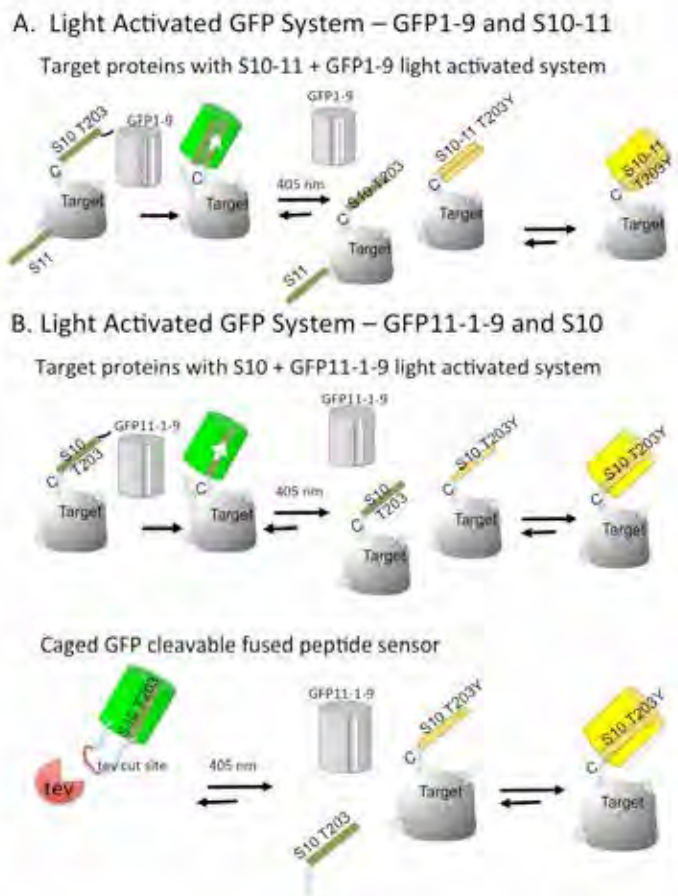 A. Light Activated GFP System – GFP1-9 and S10-11
Target proteins with S10-11 + GFP1-9 light activated system
S10 T203
GFP1-9
C
Target
S11
C
Target
405 nm
GFP1-9
S10 T203
C
Target
S11
S10-11 T203Y
C
Target
S10-11
T203Y
C
Target
B. Light Activated GFP System – GFP11-1-9 and S10
Target proteins with S10 + GFP11-1-9 light activated system
S10
T203
GFP11-1-9
C
Target
C
Target
405 nm
GFP11-1-9
S10
T203
C
Target
S10 T203Y
C
Target
S10 T203Y
C
Target
Caged GFP cleavable fused peptide sensor
S10 T203
tev cut site
tev
405 nm
GFP11-1-9
S10 T203
S10 T203Y
C
Target
S10 T203Y
C
Target